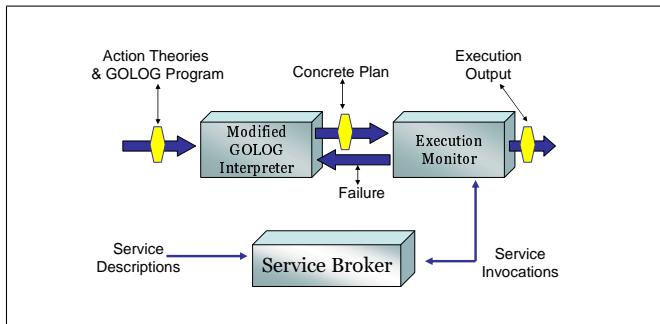 Action Theories
& GOLOG Program
Concrete Plan
Execution
Output
Modified
GOLOG
Interpreter
Execution
Monitor
Failure
Service
Descriptions
Service Broker
Service
Invocations